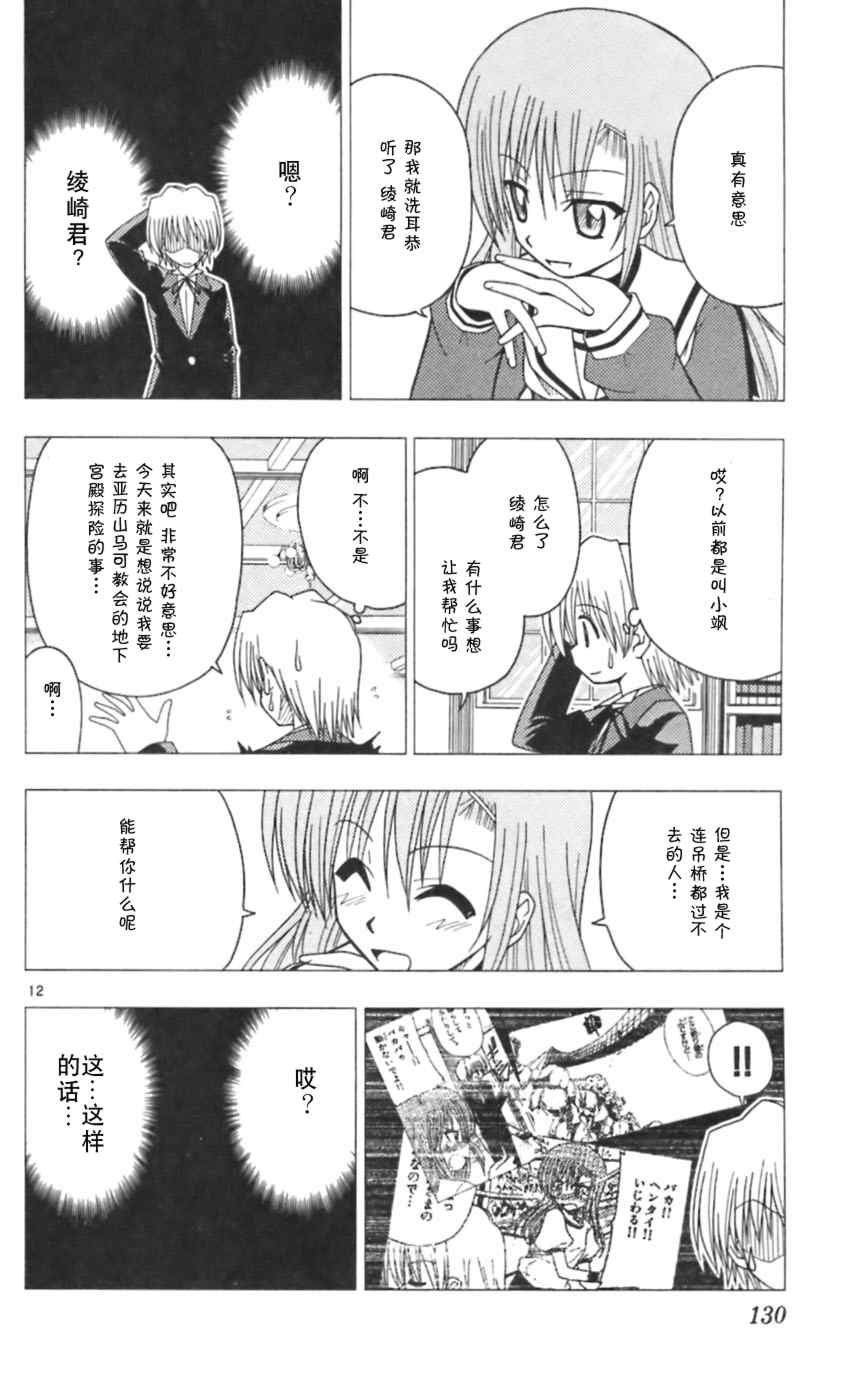 真有意思
那我就洗耳恭
听了 绫崎君
嗯?
绫崎君?
哎?以前都是叫小飒
怎么了
绫崎君
有什么事想
让我帮忙吗
啊 不…不是
其实吧 非常不好意思…
今天来就是想说说我要
去亚历山马可教会的地下
宫殿探险的事…
啊…
但是…我是个
连吊桥都过不
去的人…
能帮你什么呢
12
!!
バカ!!
ヘンタイ!!
いじわる!!
なので…
哎?
这…这样
的话…
130